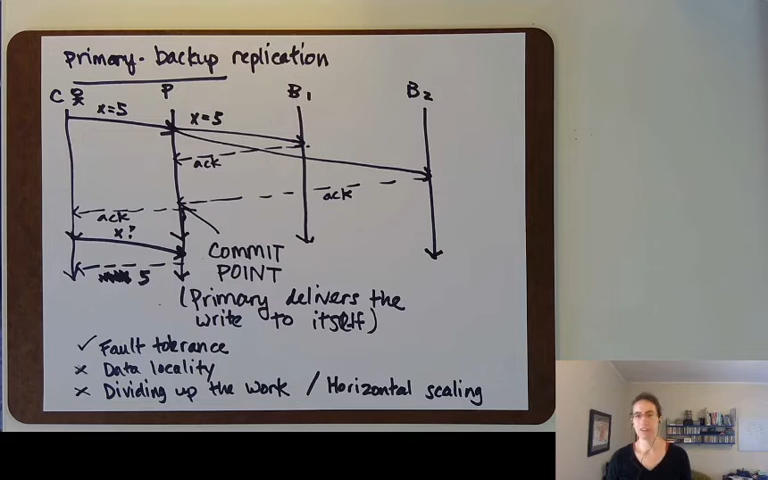 primary-backup replication
C P B1 B2
x=5 x=5
ack
ack
ack
x?
COMMIT
POINT
5
(Primary delivers the
write to itself)
✓ Fault tolerance
x Data locality
x Dividing up the work / Horizontal scaling